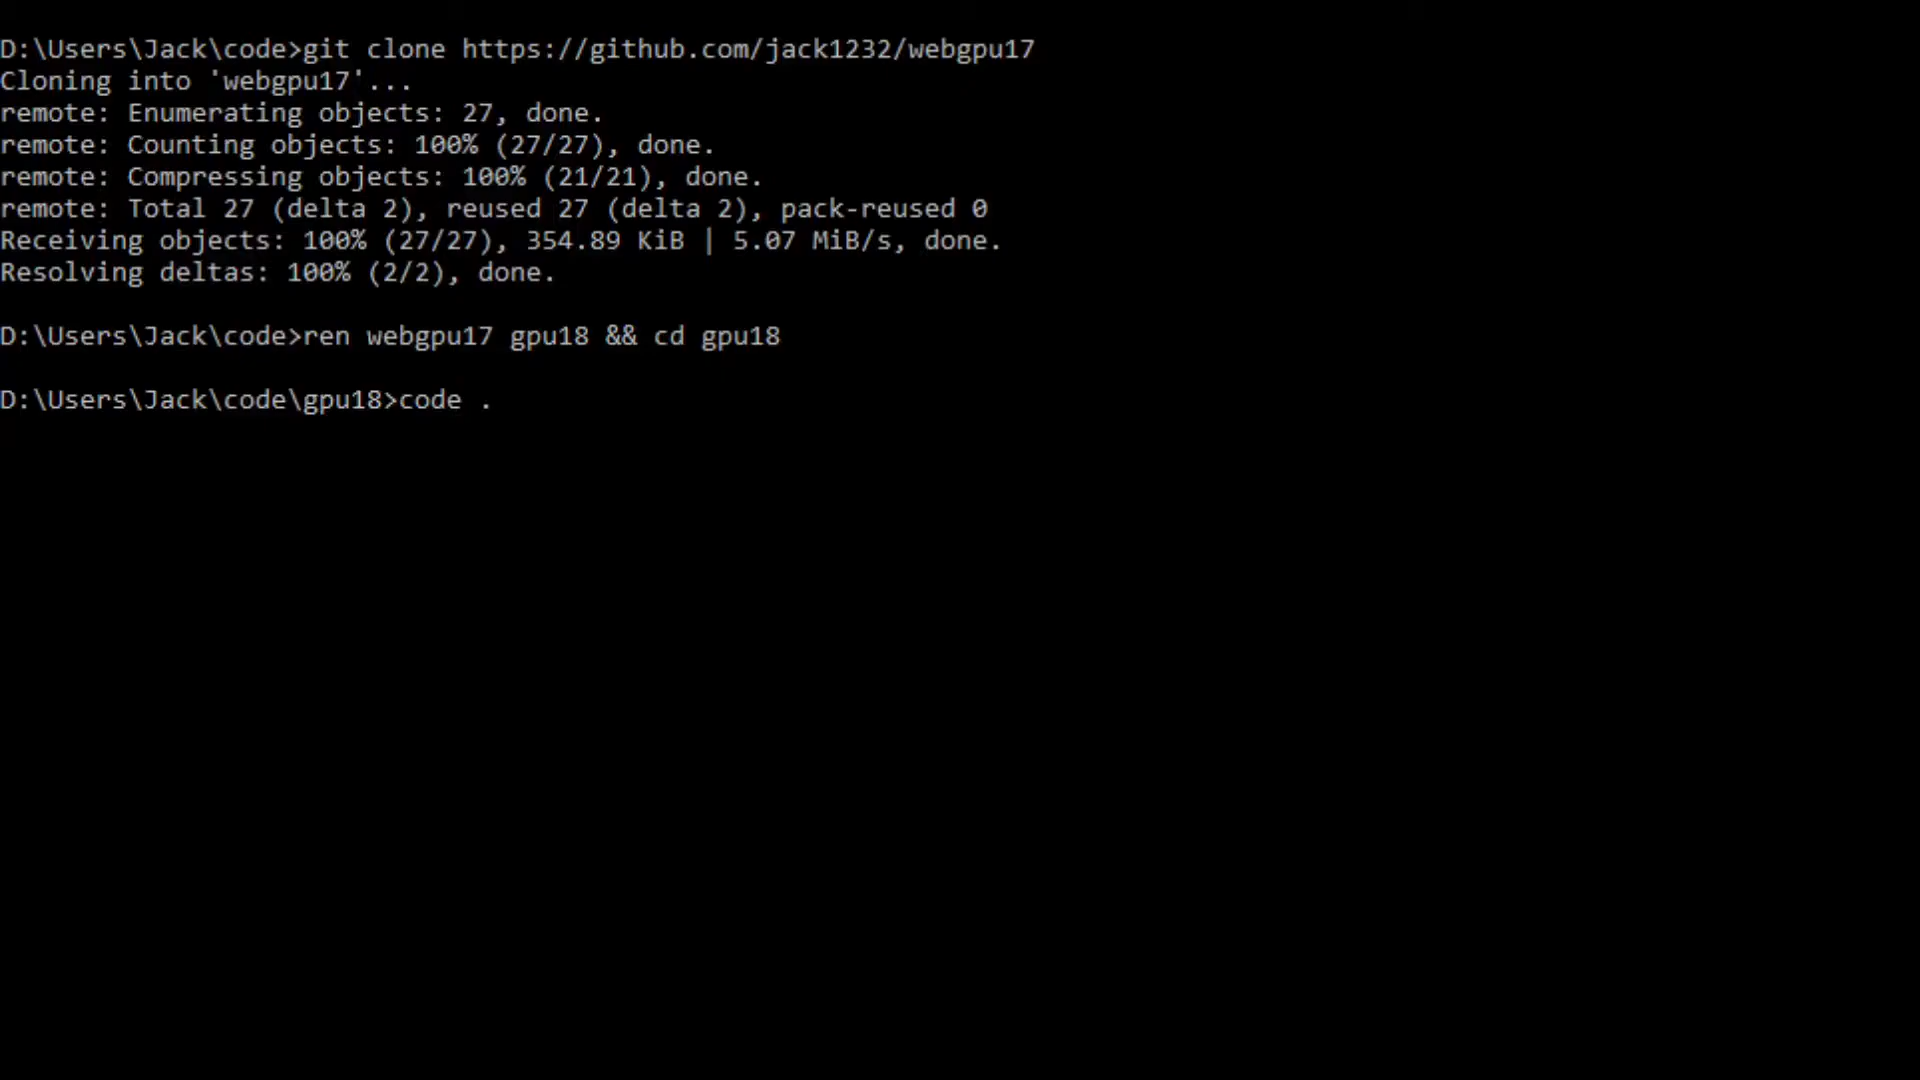 D:\Users\Jack\code>git clone https://github.com/jack1232/webgpu17
Cloning into 'webgpu17'...
remote: Enumerating objects: 27, done.
remote: Counting objects: 100% (27/27), done.
remote: Compressing objects: 100% (21/21), done.
remote: Total 27 (delta 2), reused 27 (delta 2), pack-reused 0
Receiving objects: 100% (27/27), 354.89 KiB | 5.07 MiB/s, done.
Resolving deltas: 100% (2/2), done.
D:\Users\Jack\code>ren webgpu17 gpu18 && cd gpu18
D:\Users\Jack\code\gpu18>code .